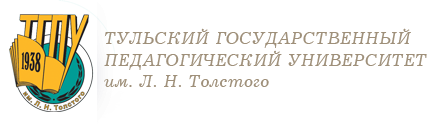 ТГПУ
1938
им. Л. Н. Толстого
ТУЛЬСКИЙ ГОСУДАРСТВЕННЫЙ
ПЕДАГОГИЧЕСКИЙ УНИВЕРСИТЕТ
им. Л. Н. Толстого